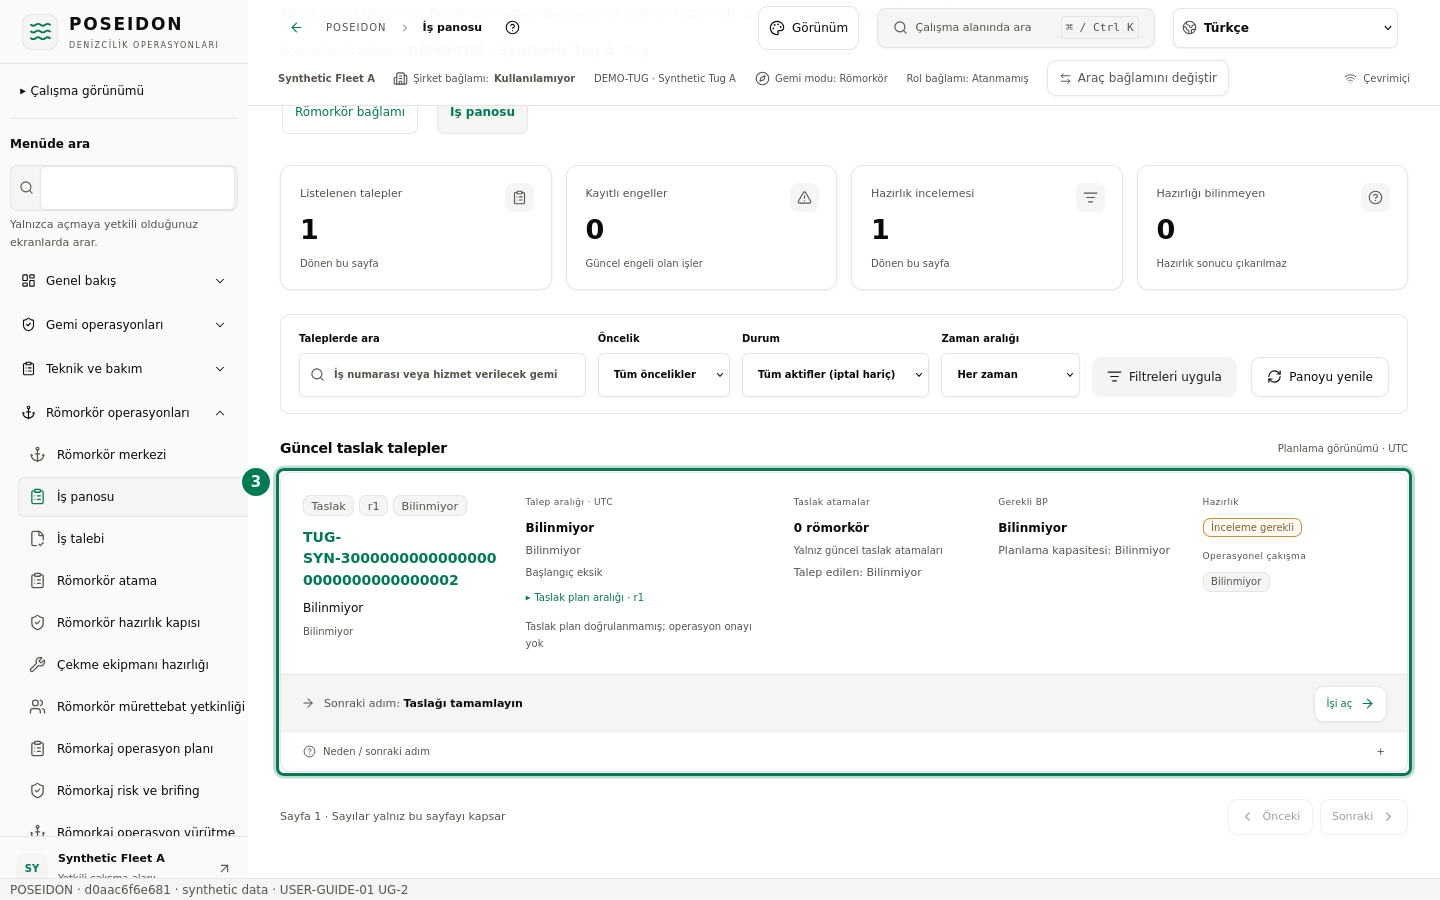 POSEIDON
DENİZCİLİK OPERASYONLARI
▸ Çalışma görünümü
Menüde ara
Yalnızca açmaya yetkili olduğunuz
ekranlarda arar.
Genel bakış
Gemi operasyonları
Teknik ve bakım
Römorkör operasyonları
Römorkör merkezi
İş panosu
İş talebi
Römorkör atama
Römorkör hazırlık kapısı
Çekme ekipmanı hazırlığı
Römorkör mürettebat yetkinliği
Römorkaj operasyon planı
Römorkaj risk ve brifing
Römorkaj operasyon yürütme
SY
Synthetic Fleet A
Yetkili çalışma alanı
POSEIDON
İş panosu
Görünüm
Çalışma alanında ara
⌘ / Ctrl K
Türkçe
Synthetic Fleet A
Şirket bağlamı: Kullanılamıyor
DEMO-TUG · Synthetic Tug A
Gemi modu: Römorkör
Rol bağlamı: Atanmamış
Araç bağlamını değiştir
Çevrimiçi
Römorkör bağlamı
İş panosu
Listelenen talepler
1
Dönen bu sayfa
Kayıtlı engeller
0
Güncel engeli olan işler
Hazırlık incelemesi
1
Dönen bu sayfa
Hazırlığı bilinmeyen
0
Hazırlık sonucu çıkarılmaz
Taleplerde ara
İş numarası veya hizmet verilecek gemi
Öncelik
Tüm öncelikler
Durum
Tüm aktifler (iptal hariç)
Zaman aralığı
Her zaman
Filtreleri uygula
Panoyu yenile
Güncel taslak talepler
Planlama görünümü · UTC
3
Taslak
r1
Bilinmiyor
TUG-
SYN-3000000000000000
0000000000000002
Bilinmiyor
Bilinmiyor
Talep aralığı · UTC
Bilinmiyor
Bilinmiyor
Başlangıç eksik
▸ Taslak plan aralığı · r1
Taslak plan doğrulanmamış; operasyon onayı
yok
Taslak atamalar
0 römorkör
Yalnız güncel taslak atamaları
Talep edilen: Bilinmiyor
Gerekli BP
Bilinmiyor
Planlama kapasitesi: Bilinmiyor
Hazırlık
İnceleme gerekli
Operasyonel çakışma
Bilinmiyor
Sonraki adım: Taslağı tamamlayın
İşi aç
Neden / sonraki adım
+
Sayfa 1 · Sayılar yalnız bu sayfayı kapsar
Önceki
Sonraki
POSEIDON · d0aac6f6e681 · synthetic data · USER-GUIDE-01 UG-2